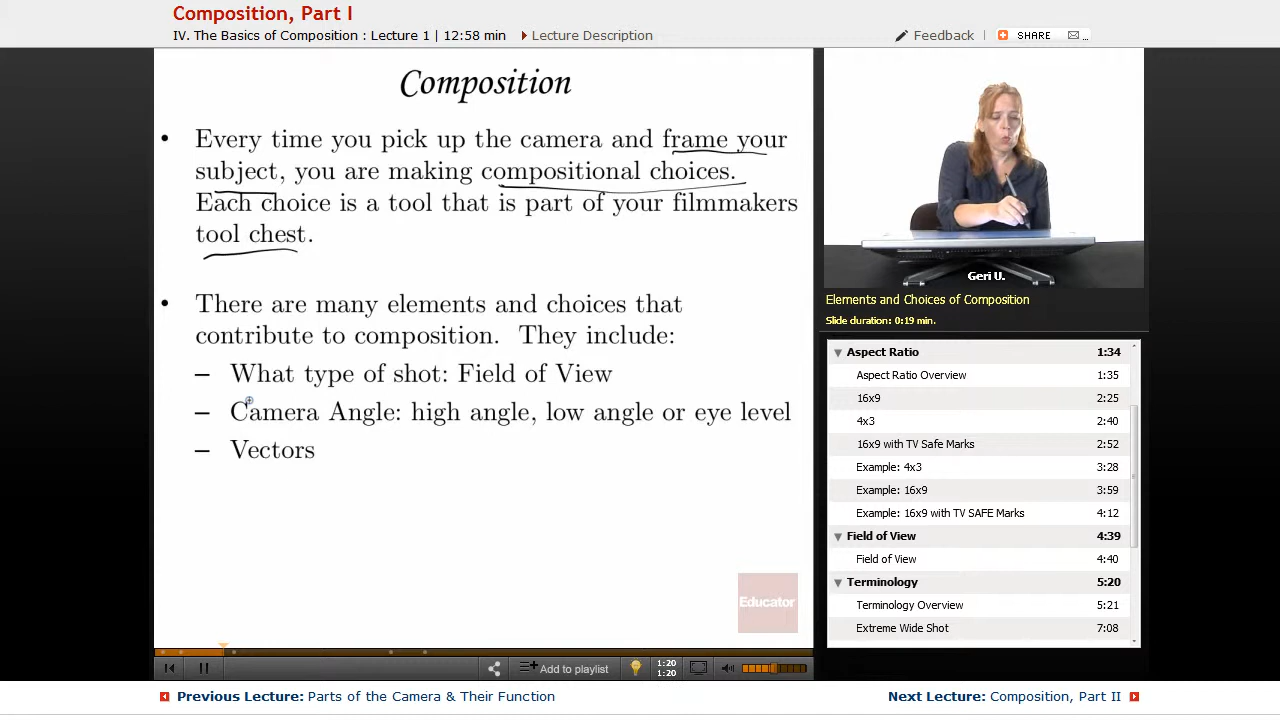 Composition, Part I
IV. The Basics of Composition : Lecture 1 | 12:58 min
Lecture Description
Feedback
SHARE
Composition
• Every time you pick up the camera and frame your
subject, you are making compositional choices.
Each choice is a tool that is part of your filmmakers
tool chest.
• There are many elements and choices that
contribute to composition. They include:
– What type of shot: Field of View
– Camera Angle: high angle, low angle or eye level
– Vectors
Educator
Geri U.
Elements and Choices of Composition
Slide duration: 0:19 min.
Aspect Ratio 1:34
Aspect Ratio Overview 1:35
16x9 2:25
4x3 2:40
16x9 with TV Safe Marks 2:52
Example: 4x3 3:28
Example: 16x9 3:59
Example: 16x9 with TV SAFE Marks 4:12
Field of View 4:39
Field of View 4:40
Terminology 5:20
Terminology Overview 5:21
Extreme Wide Shot 7:08
Add to playlist
1:20
1:20
Previous Lecture: Parts of the Camera & Their Function
Next Lecture: Composition, Part II